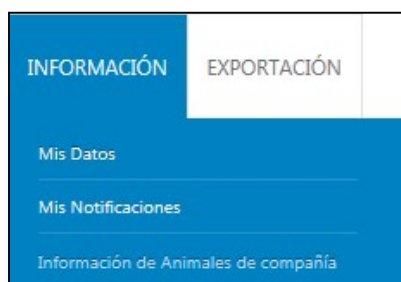 INFORMACIÓN EXPORTACIÓN
Mis Datos
Mis Notificaciones
Información de Animales de compañía